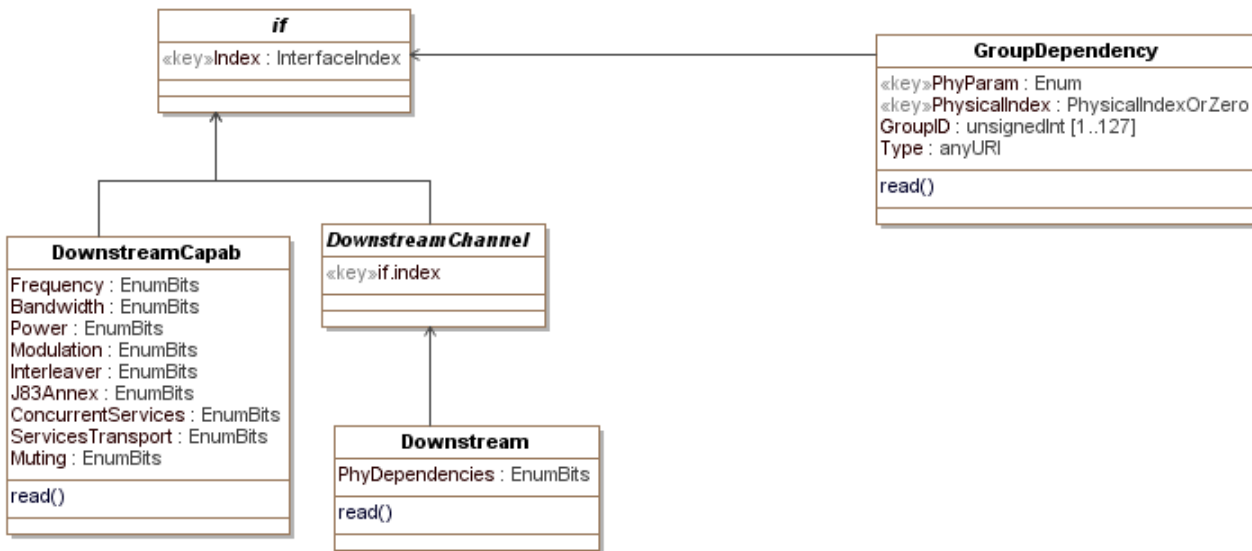 if
«key»Index : InterfaceIndex
GroupDependency
«key»PhyParam : Enum
«key»PhysicalIndex : PhysicalIndexOrZero
GroupID : unsignedInt [1..127]
Type : anyURI
read()
DownstreamCapab
Frequency : EnumBits
Bandwidth : EnumBits
Power : EnumBits
Modulation : EnumBits
Interleaver : EnumBits
J83Annex : EnumBits
ConcurrentServices : EnumBits
ServicesTransport : EnumBits
Muting : EnumBits
read()
DownstreamChannel
«key»if.index
Downstream
PhyDependencies : EnumBits
read()